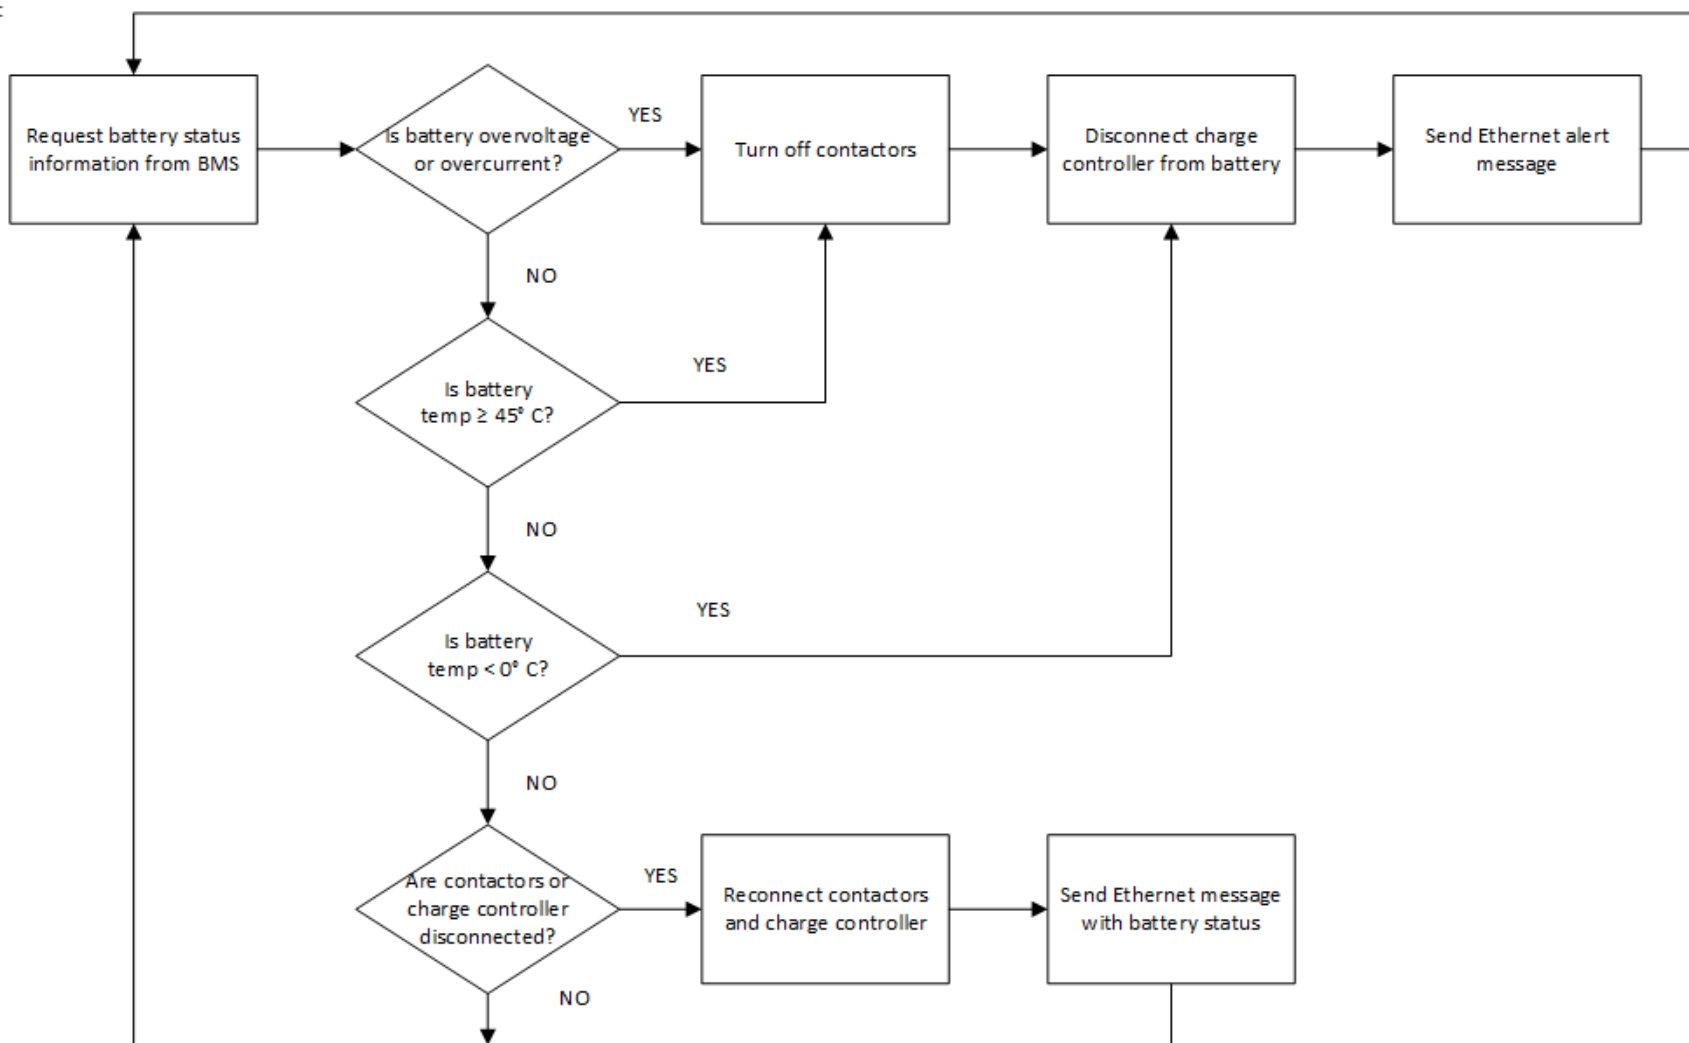 Request battery status
information from BMS
Is battery overvoltage
or overcurrent?
YES
Turn off contactors
Disconnect charge
controller from battery
Send Ethernet alert
message
NO
Is battery
temp ≥ 45° C?
YES
NO
Is battery
temp < 0° C?
YES
NO
Are contactors or
charge controller
disconnected?
YES
Reconnect contactors
and charge controller
Send Ethernet message
with battery status
NO